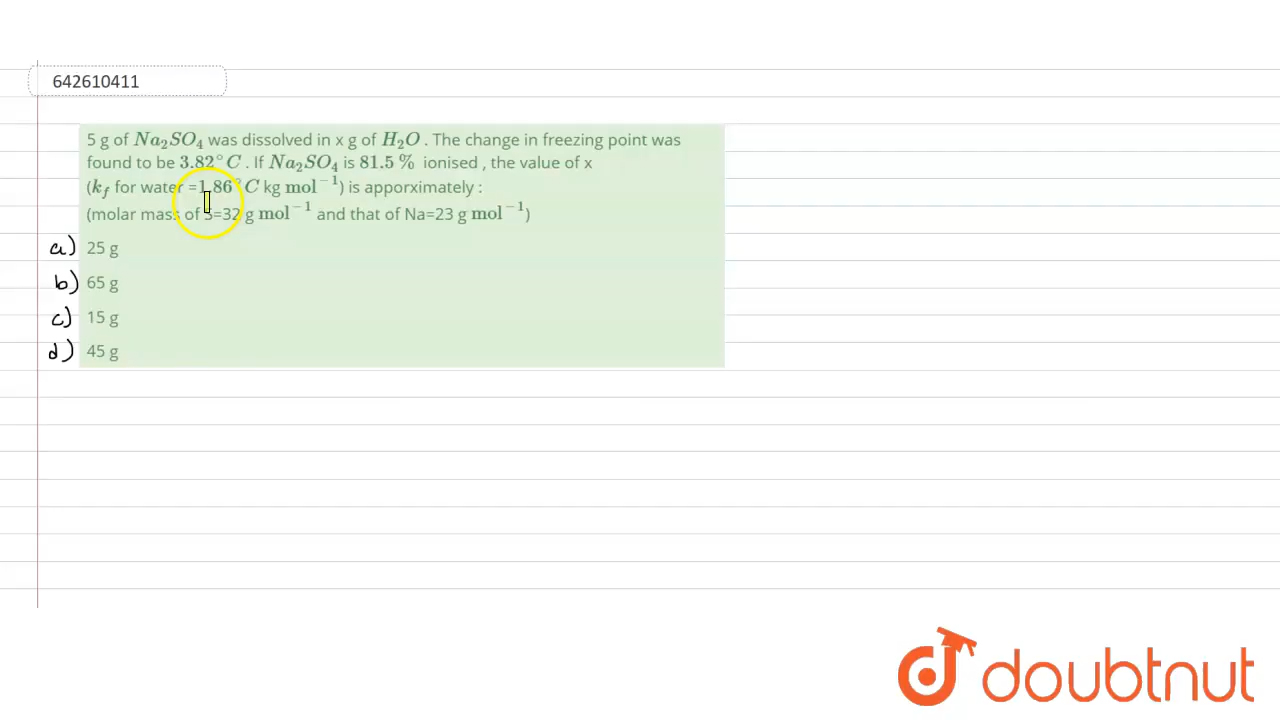 642610411
5 g of Na₂SO₄ was dissolved in x g of H₂O . The change in freezing point was
found to be 3.82°C . If Na₂SO₄ is 81.5 % ionised , the value of x
(k_f for water =1.86°C kg mol⁻¹) is apporximately :
(molar mass of S=32 g mol⁻¹ and that of Na=23 g mol⁻¹)
a) 25 g
b) 65 g
c) 15 g
d) 45 g
doubtnut